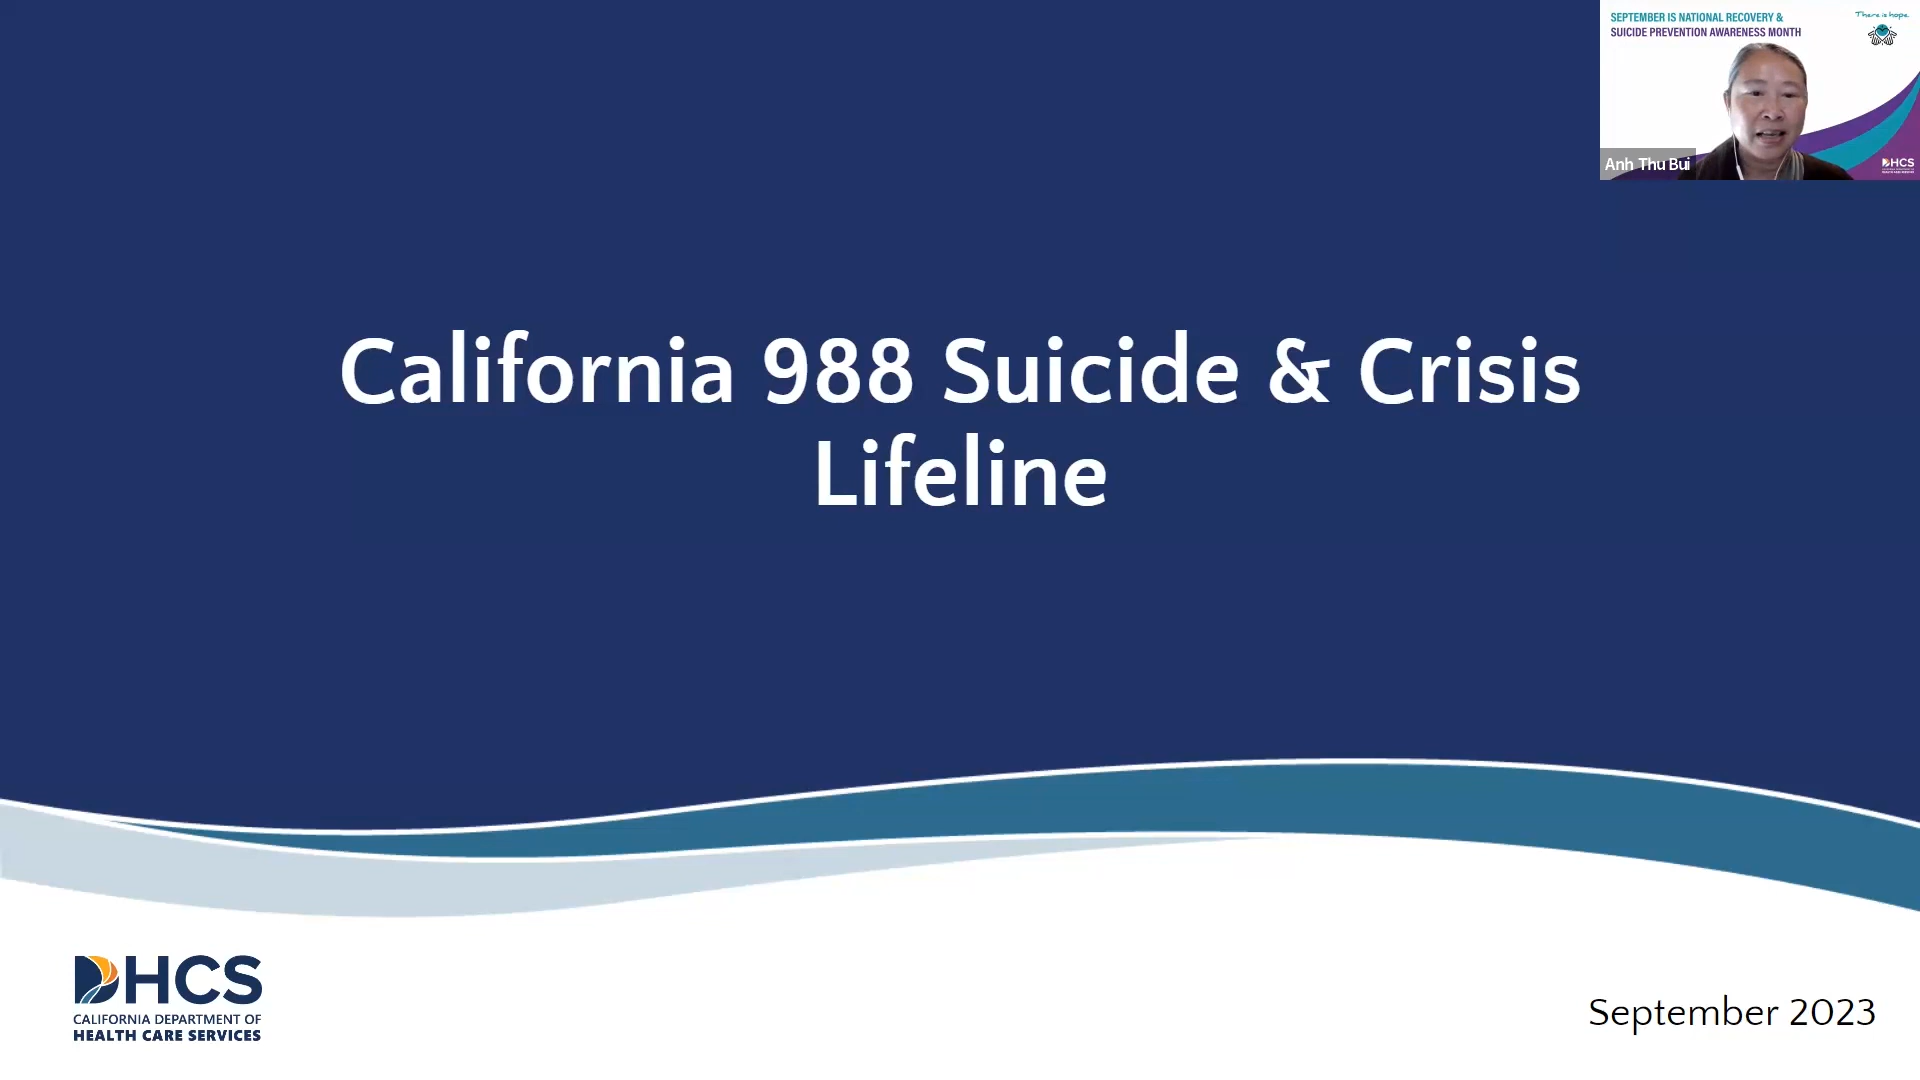 SEPTEMBER IS NATIONAL RECOVERY &
SUICIDE PREVENTION AWARENESS MONTH
There is hope
Anh Thu Bui
DHCS
California 988 Suicide & Crisis
Lifeline
DHCS
CALIFORNIA DEPARTMENT OF
HEALTH CARE SERVICES
September 2023